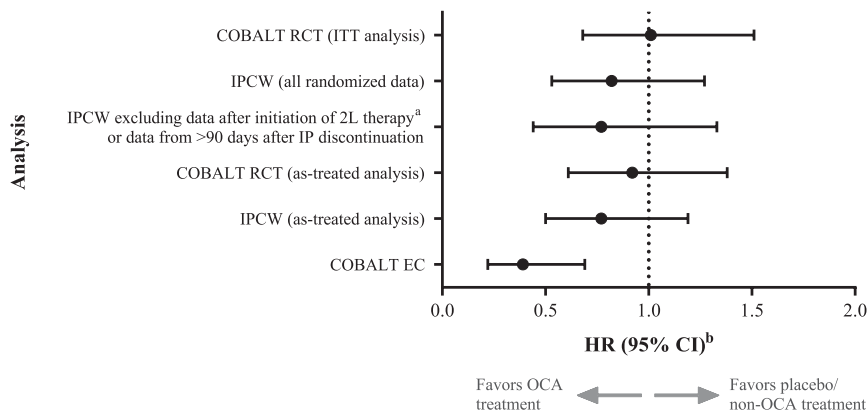 Analysis
COBALT RCT (ITT analysis)
IPCW (all randomized data)
IPCW excluding data after initiation of 2L therapyᵃ
or data from >90 days after IP discontinuation
COBALT RCT (as-treated analysis)
IPCW (as-treated analysis)
COBALT EC
0.0 0.5 1.0 1.5 2.0
HR (95% CI)ᵇ
Favors OCA
treatment
Favors placebo/
non-OCA treatment